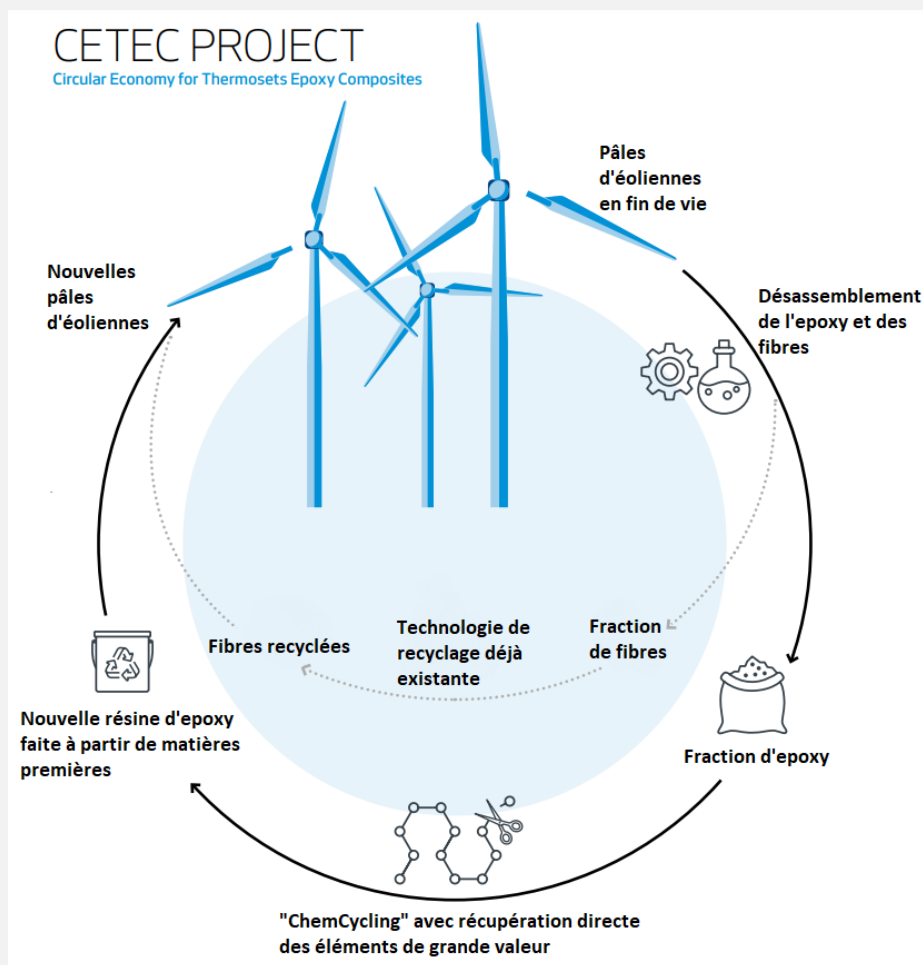 CETEC PROJECT
Circular Economy for Thermosets Epoxy Composites
Pâles
d'éoliennes
en fin de vie
Nouvelles
pâles
d'éoliennes
Désassemblement
de l'epoxy et des
fibres
Fibres recyclées
Technologie de
recyclage déjà
existante
Fraction
de fibres
Nouvelle résine d'epoxy
faite à partir de matières
premières
Fraction d'epoxy
"ChemCycling" avec récupération directe
des éléments de grande valeur